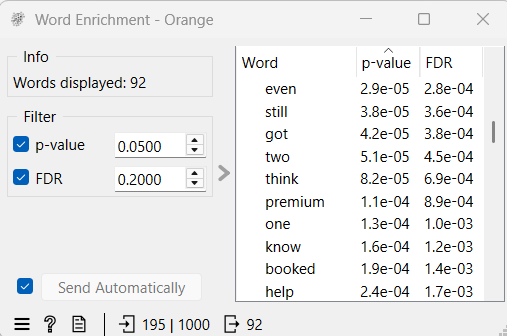 Word Enrichment - Orange
Info
Words displayed: 92
Filter
p-value 0.0500
FDR 0.2000
Send Automatically
Word p-value FDR
even 2.9e-05 2.8e-04
still 3.8e-05 3.6e-04
got 4.2e-05 3.8e-04
two 5.1e-05 4.5e-04
think 8.2e-05 6.9e-04
premium 1.1e-04 8.9e-04
one 1.3e-04 1.0e-03
know 1.6e-04 1.2e-03
booked 1.9e-04 1.4e-03
help 2.4e-04 1.7e-03
195 | 1000 92